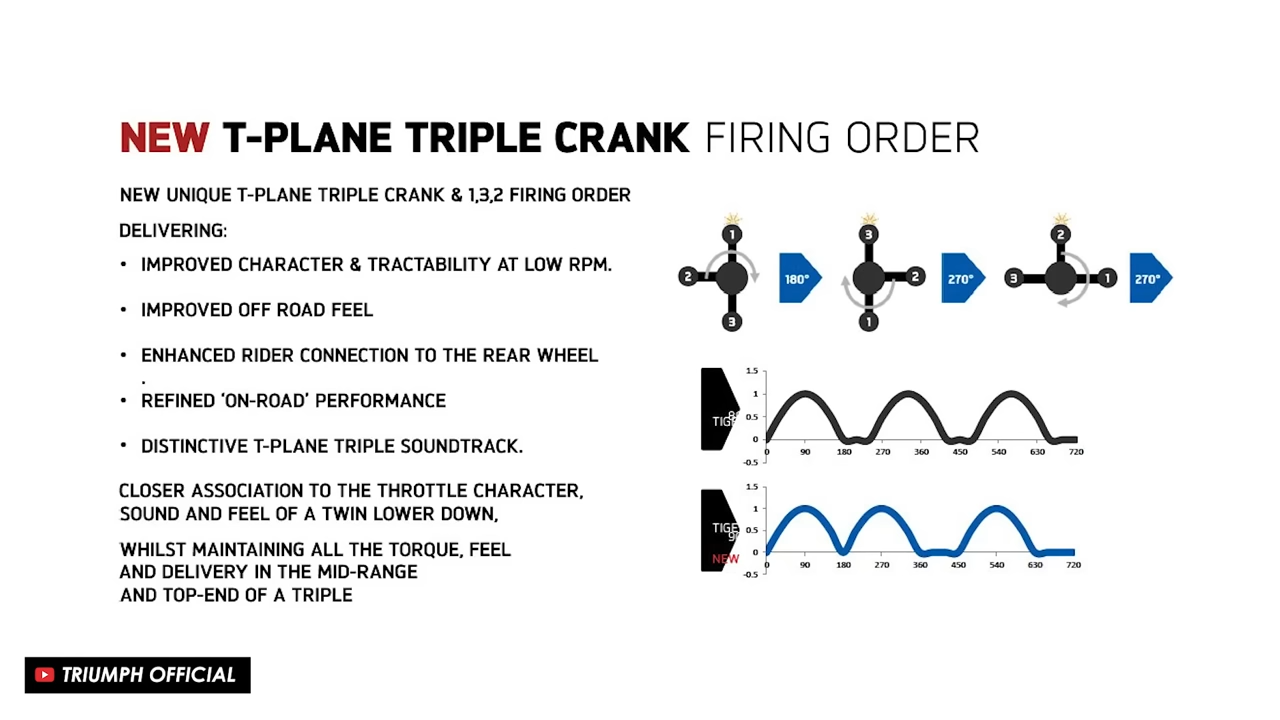 NEW T-PLANE TRIPLE CRANK FIRING ORDER
NEW UNIQUE T-PLANE TRIPLE CRANK & 1,3,2 FIRING ORDER
DELIVERING:
• IMPROVED CHARACTER & TRACTABILITY AT LOW RPM.
• IMPROVED OFF ROAD FEEL
• ENHANCED RIDER CONNECTION TO THE REAR WHEEL
.
• REFINED ‘ON-ROAD’ PERFORMANCE
• DISTINCTIVE T-PLANE TRIPLE SOUNDTRACK.
CLOSER ASSOCIATION TO THE THROTTLE CHARACTER,
SOUND AND FEEL OF A TWIN LOWER DOWN,
WHILST MAINTAINING ALL THE TORQUE, FEEL
AND DELIVERY IN THE MID-RANGE
AND TOP-END OF A TRIPLE
1 3 2
2 180° 2 270° 3 1 270°
3 1
1.5
1
0.5
0
-0.5
0 90 180 270 360 450 540 630 720
1.5
1
0.5
0
-0.5
NEW
0 90 180 270 360 450 540 630 720
TRIUMPH OFFICIAL